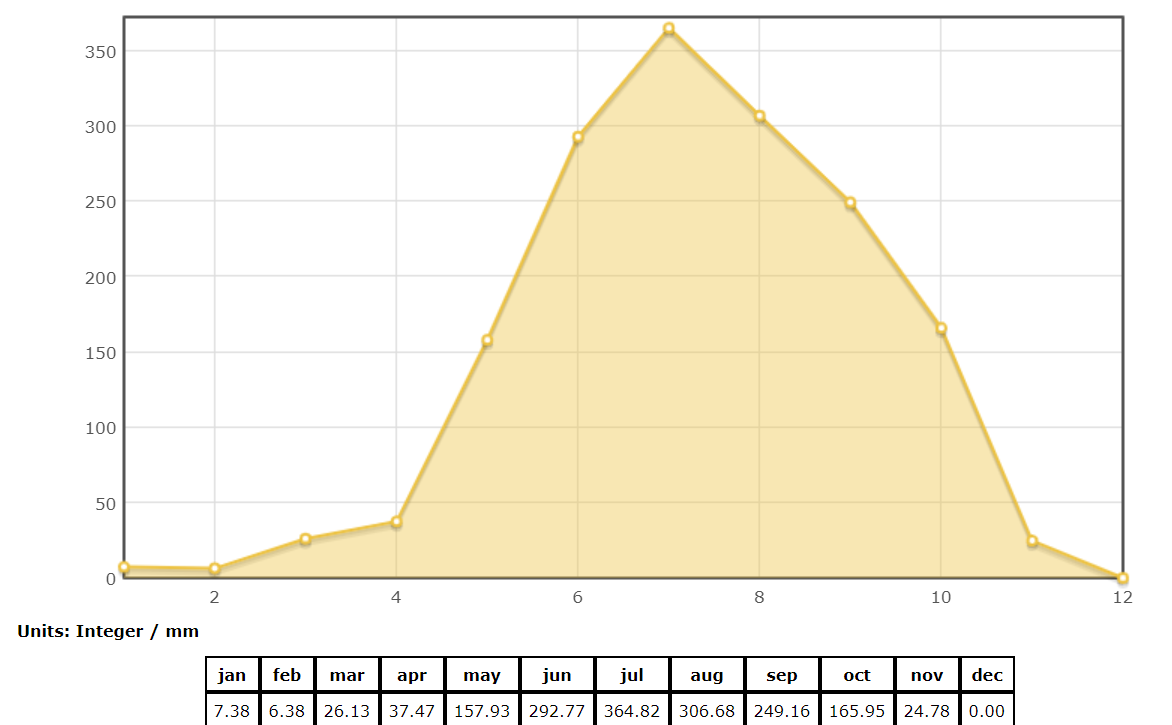 350
300
250
200
150
100
50
0
2 4 6 8 10 12
Units: Integer / mm
jan feb mar apr may jun jul aug sep oct nov dec
7.38 6.38 26.13 37.47 157.93 292.77 364.82 306.68 249.16 165.95 24.78 0.00